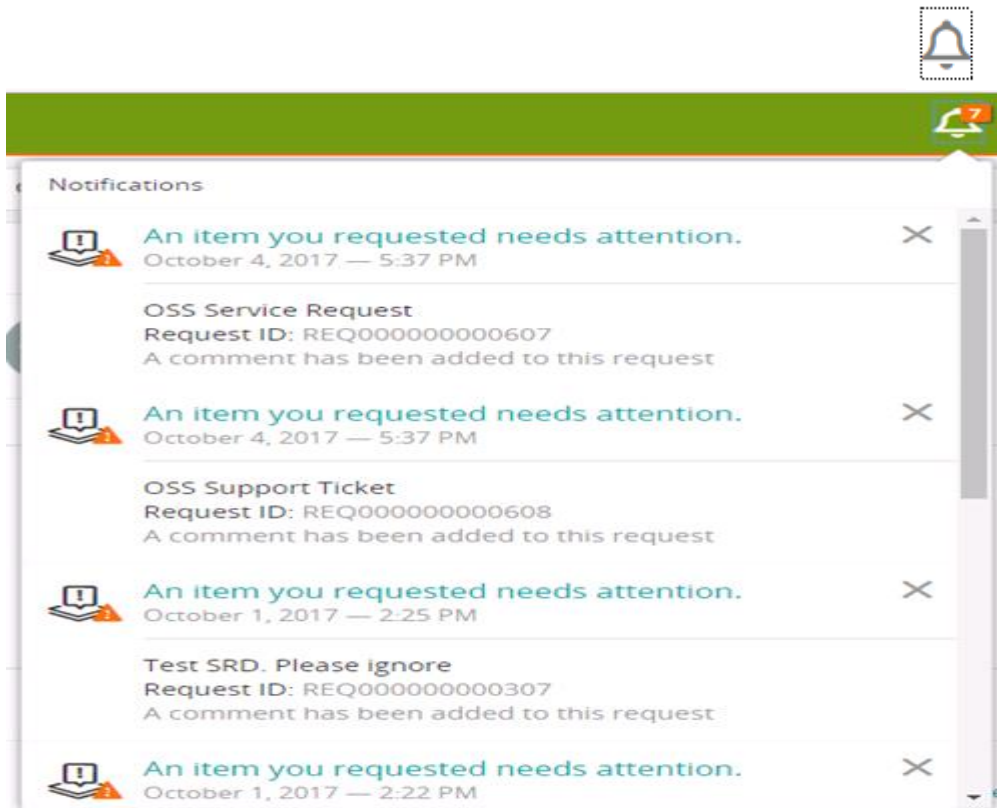 7
Notifications
An item you requested needs attention.
October 4, 2017 — 5:37 PM
OSS Service Request
Request ID: REQ000000000607
A comment has been added to this request
An item you requested needs attention.
October 4, 2017 — 5:37 PM
OSS Support Ticket
Request ID: REQ000000000608
A comment has been added to this request
An item you requested needs attention.
October 1, 2017 — 2:25 PM
Test SRD. Please ignore
Request ID: REQ000000000307
A comment has been added to this request
An item you requested needs attention.
October 1, 2017 — 2:22 PM